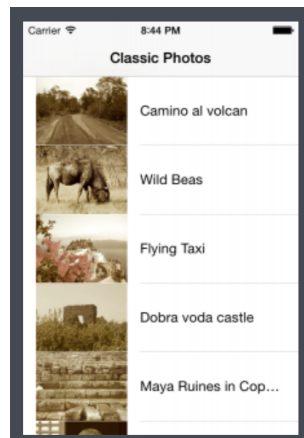 Carrier 8:44 PM
Classic Photos
Camino al volcan
Wild Beas
Flying Taxi
Dobra voda castle
Maya Ruines in Cop...